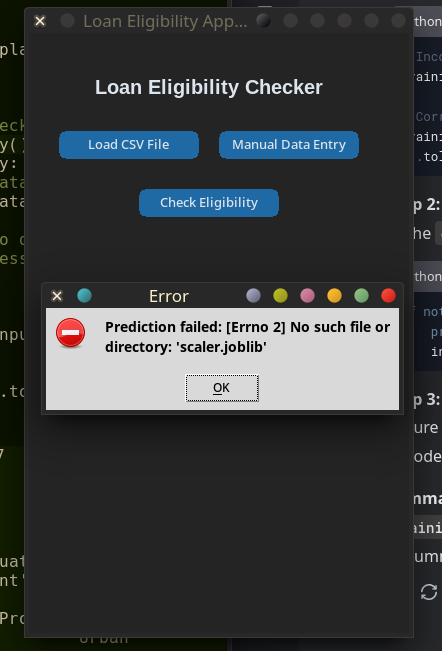 Loan Eligibility App...
Loan Eligibility Checker
Load CSV File
Manual Data Entry
Check Eligibility
Error
Prediction failed: [Errno 2] No such file or
directory: 'scaler.joblib'
OK
urban